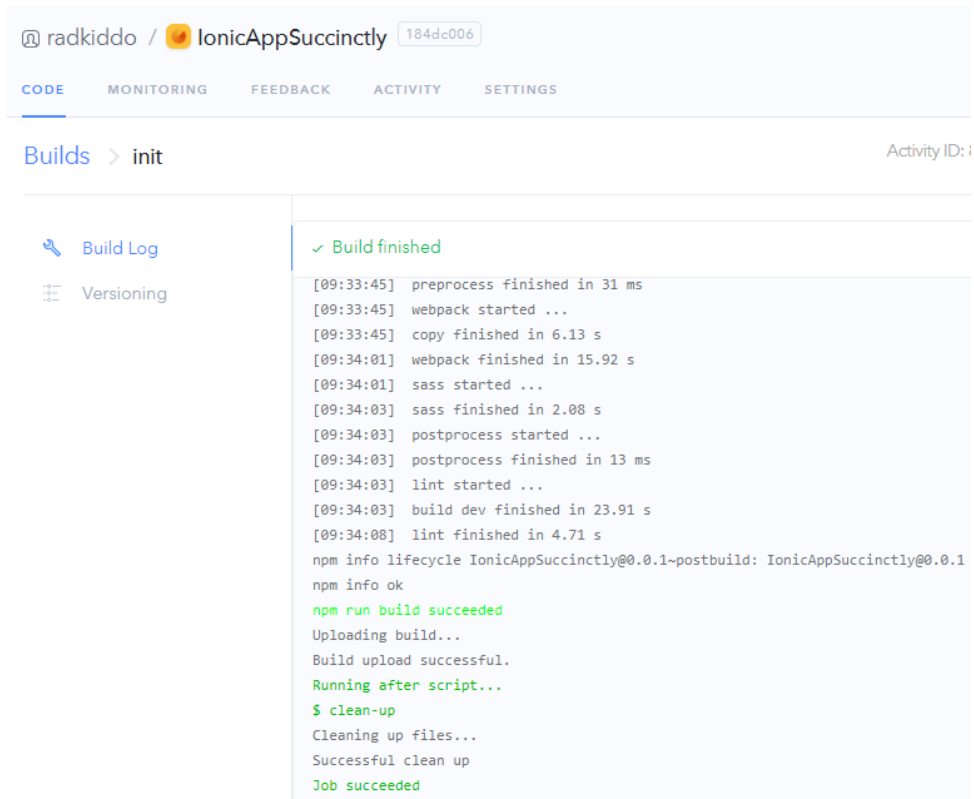 radkiddo / IonicAppSuccinctly 184dc006
CODE MONITORING FEEDBACK ACTIVITY SETTINGS
Builds > init
Activity ID:
Build Log
Versioning
✓ Build finished
[09:33:45] preprocess finished in 31 ms
[09:33:45] webpack started ...
[09:33:45] copy finished in 6.13 s
[09:34:01] webpack finished in 15.92 s
[09:34:01] sass started ...
[09:34:03] sass finished in 2.08 s
[09:34:03] postprocess started ...
[09:34:03] postprocess finished in 13 ms
[09:34:03] lint started ...
[09:34:03] build dev finished in 23.91 s
[09:34:08] lint finished in 4.71 s
npm info lifecycle IonicAppSuccinctly@0.0.1~postbuild: IonicAppSuccinctly@0.0.1
npm info ok
npm run build succeeded
Uploading build...
Build upload successful.
Running after script...
$ clean-up
Cleaning up files...
Successful clean up
Job succeeded